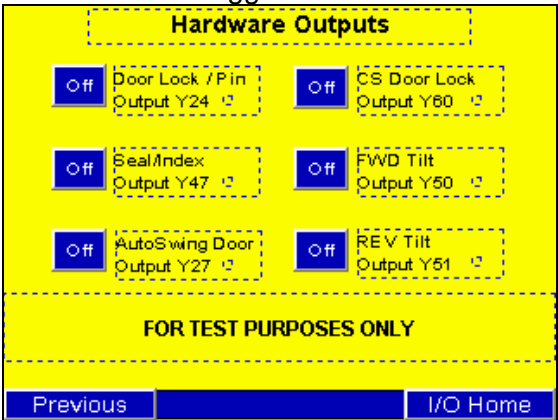 Hardware Outputs
Off Door Lock / Pin
Output Y24
Off CS Door Lock
Output Y60
Off Seal/Index
Output Y47
Off FWD Tilt
Output Y50
Off AutoSwing Door
Output Y27
Off REV Tilt
Output Y51
FOR TEST PURPOSES ONLY
Previous
I/O Home